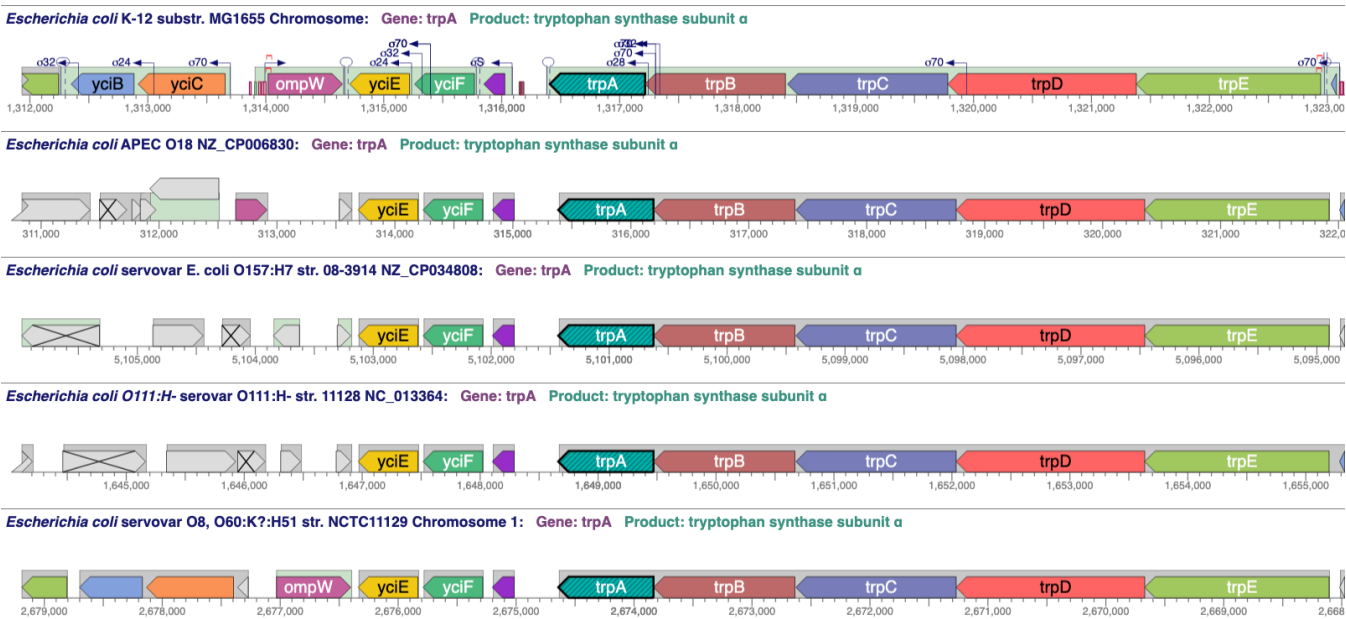 Escherichia coli K-12 substr. MG1655 Chromosome: Gene: trpA Product: tryptophan synthase subunit α
σ70 σ32 σ70
σ32 σ70
σ32 σ24 σ70 σ24 σS σ28 σ70 σ70
yciB yciC ompW yciE yciF trpA trpB trpC trpD trpE
1,312,000 1,313,000 1,314,000 1,315,000 1,316,000 1,317,000 1,318,000 1,319,000 1,320,000 1,321,000 1,322,000 1,323,0
Escherichia coli APEC O18 NZ_CP006830: Gene: trpA Product: tryptophan synthase subunit α
yciE yciF trpA trpB trpC trpD trpE
311,000 312,000 313,000 314,000 315,000 316,000 317,000 318,000 319,000 320,000 321,000 322,0
Escherichia coli servovar E. coli O157:H7 str. 08-3914 NZ_CP034808: Gene: trpA Product: tryptophan synthase subunit α
yciE yciF trpA trpB trpC trpD trpE
5,105,000 5,104,000 5,103,000 5,102,000 5,101,000 5,100,000 5,099,000 5,098,000 5,097,000 5,096,000 5,095,000
Escherichia coli O111:H- serovar O111:H- str. 11128 NC_013364: Gene: trpA Product: tryptophan synthase subunit α
yciE yciF trpA trpB trpC trpD trpE
1,645,000 1,646,000 1,647,000 1,648,000 1,649,000 1,650,000 1,651,000 1,652,000 1,653,000 1,654,000 1,655,000
Escherichia coli servovar O8, O60:K?:H51 str. NCTC11129 Chromosome 1: Gene: trpA Product: tryptophan synthase subunit α
ompW yciE yciF trpA trpB trpC trpD trpE
2,679,000 2,678,000 2,677,000 2,676,000 2,675,000 2,674,000 2,673,000 2,672,000 2,671,000 2,670,000 2,669,000 2,668